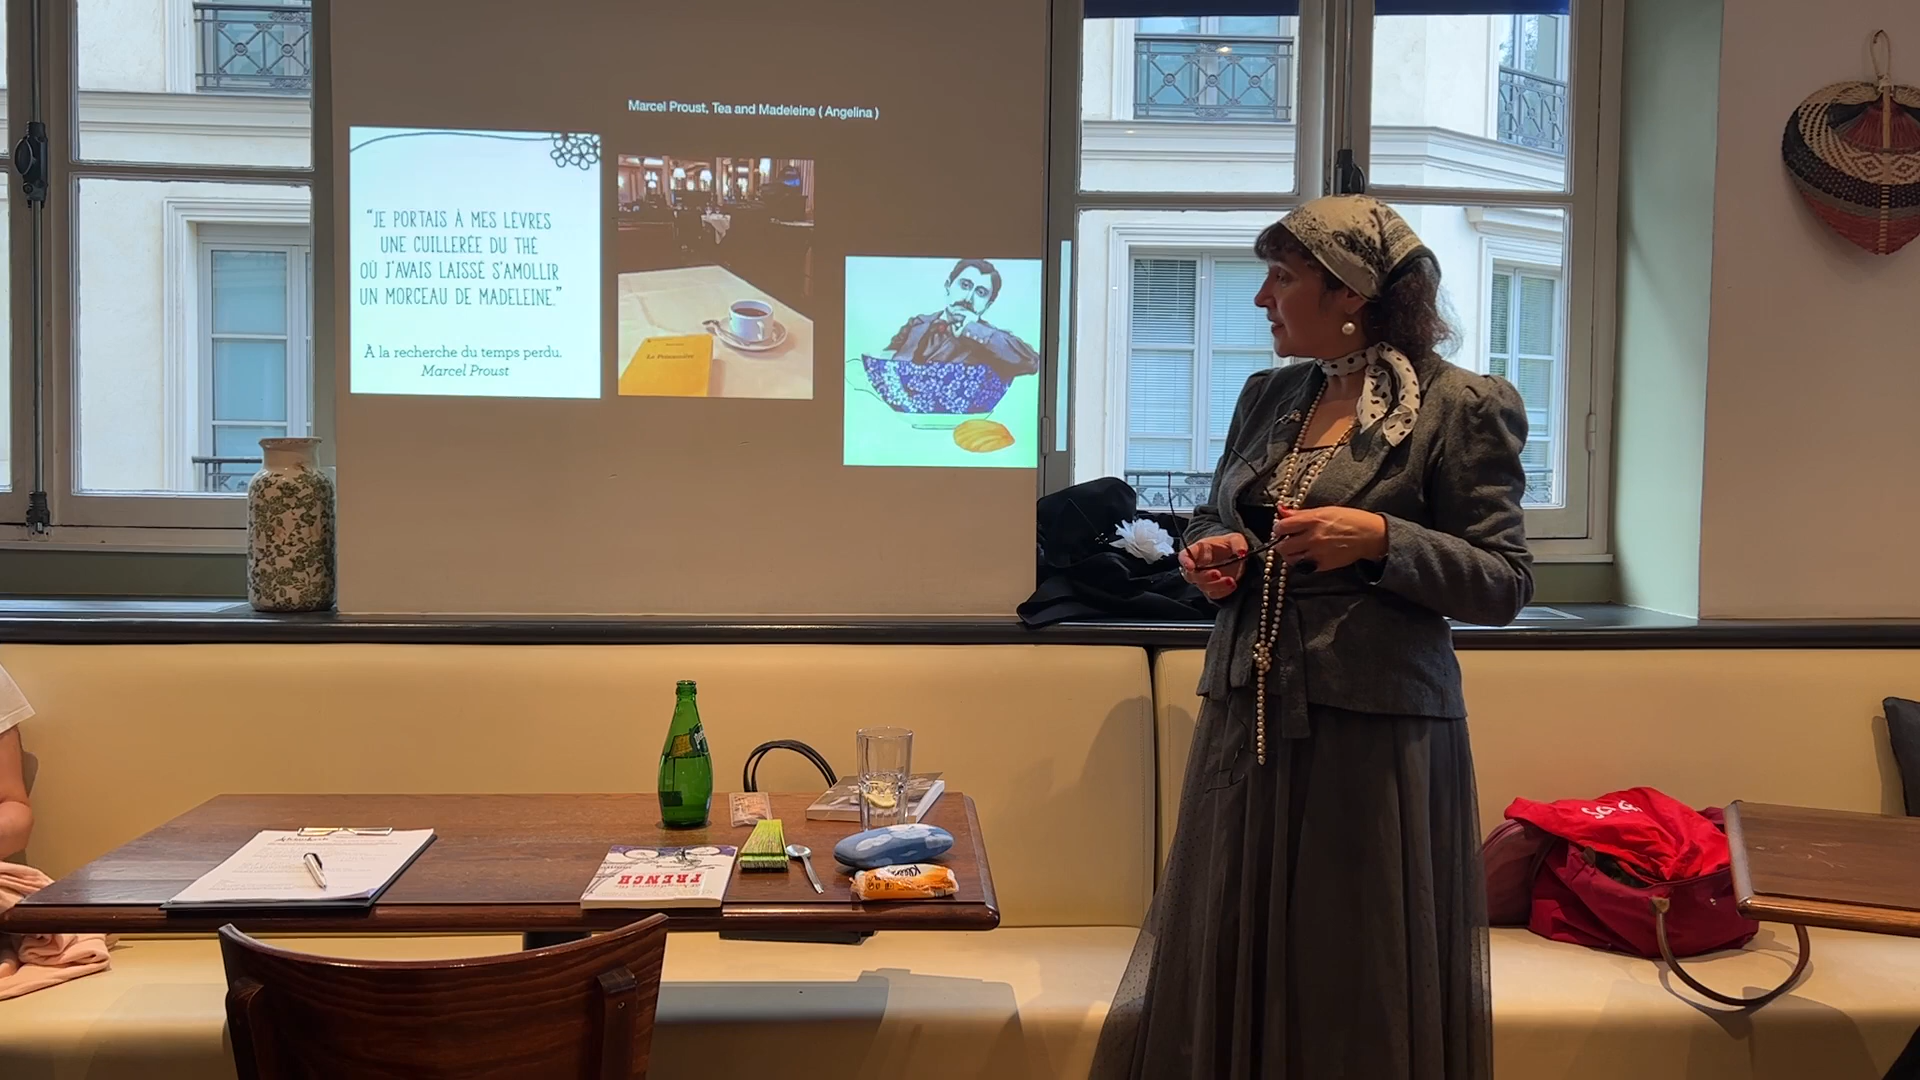 Marcel Proust, Tea and Madeleine ( Angelina )
“JE PORTAIS À MES LÈVRES
UNE CUILLERÉE DU THÉ
OÙ J’AVAIS LAISSÉ S’AMOLLIR
UN MORCEAU DE MADELEINE.”
À la recherche du temps perdu.
Marcel Proust
FRENCH